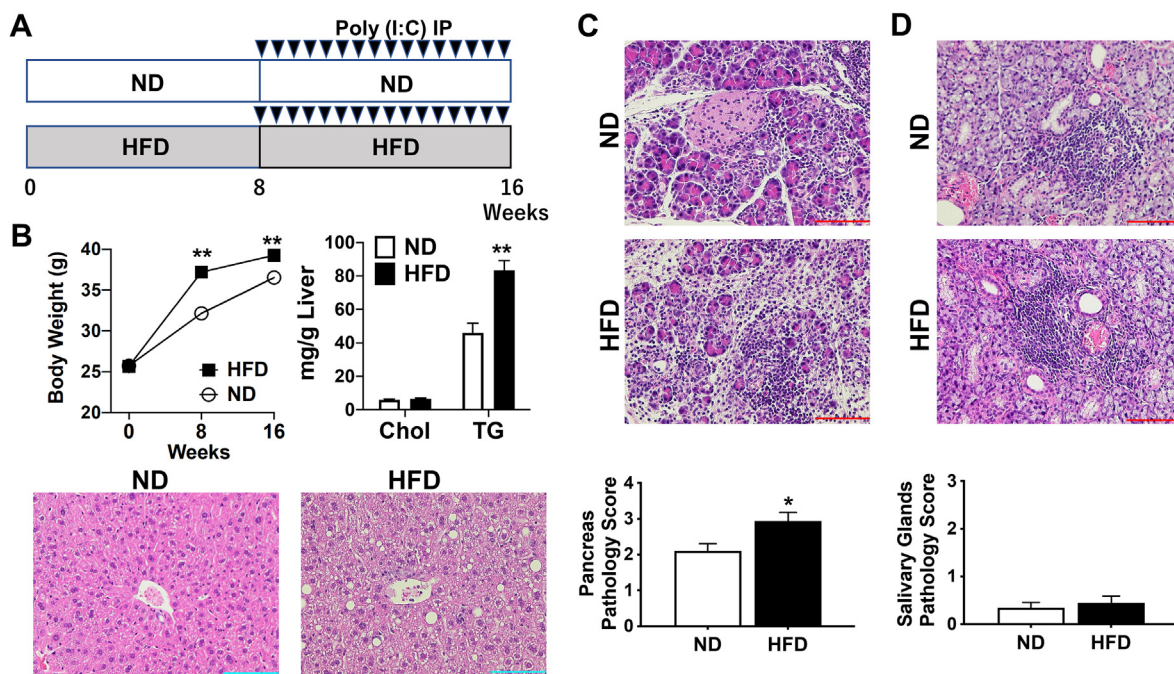 A
Poly (I:C) IP
ND ND
HFD HFD
0 8 16
Weeks
B
Body Weight (g)
40
35
30
25
20
** **
HFD
ND
0 8 16
Weeks
mg/g Liver
100
80
60
40
20
0
ND
HFD
**
Chol TG
ND HFD
C
ND
HFD
Pancreas
Pathology Score
4
3
2
1
0
*
ND HFD
D
ND
HFD
Salivary Glands
Pathology Score
3
2
1
0
ND HFD